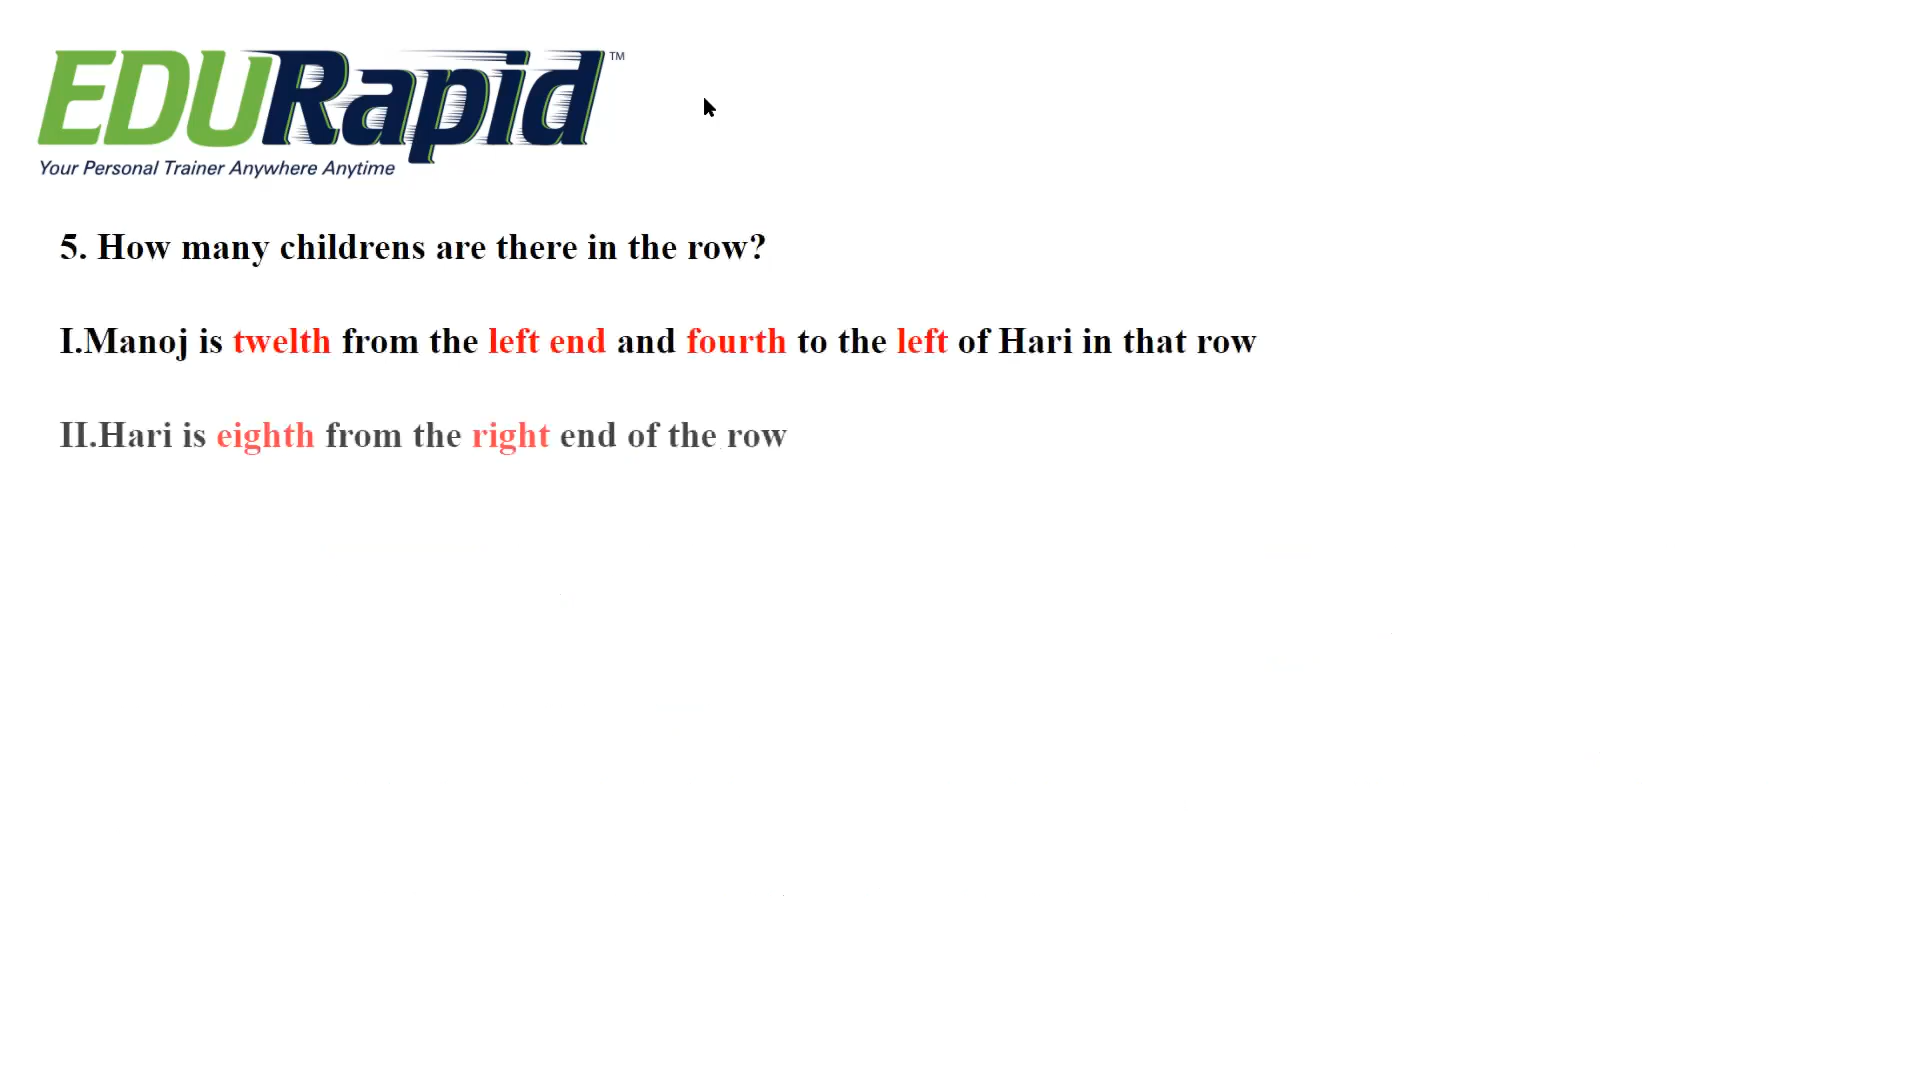 EDURapid™
Your Personal Trainer Anywhere Anytime
5. How many childrens are there in the row?
I.Manoj is twelth from the left end and fourth to the left of Hari in that row
II.Hari is eighth from the right end of the row